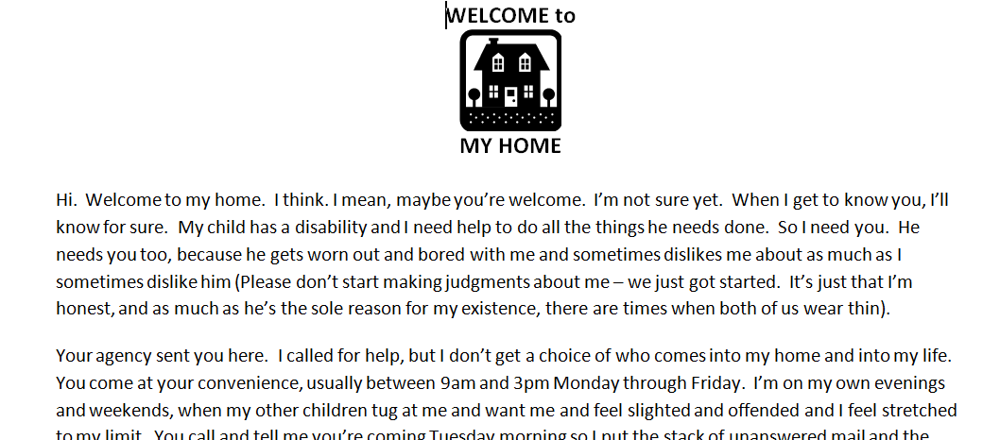 WELCOME to
MY HOME
Hi.  Welcome to my home.  I think. I mean, maybe you’re welcome.  I’m not sure yet.  When I get to know you, I’ll
know for sure.  My child has a disability and I need help to do all the things he needs done.  So I need you.  He
needs you too, because he gets worn out and bored with me and sometimes dislikes me about as much as I
sometimes dislike him (Please don’t start making judgments about me – we just got started.  It’s just that I’m
honest, and as much as he’s the sole reason for my existence, there are times when both of us wear thin).
Your agency sent you here.  I called for help, but I don’t get a choice of who comes into my home and into my life.
You come at your convenience, usually between 9am and 3pm Monday through Friday.  I’m on my own evenings
and weekends, when my other children tug at me and want me and feel slighted and offended and I feel stretched
to my limit.  You call and tell me you’re coming Tuesday morning so I put the stack of unanswered mail and the